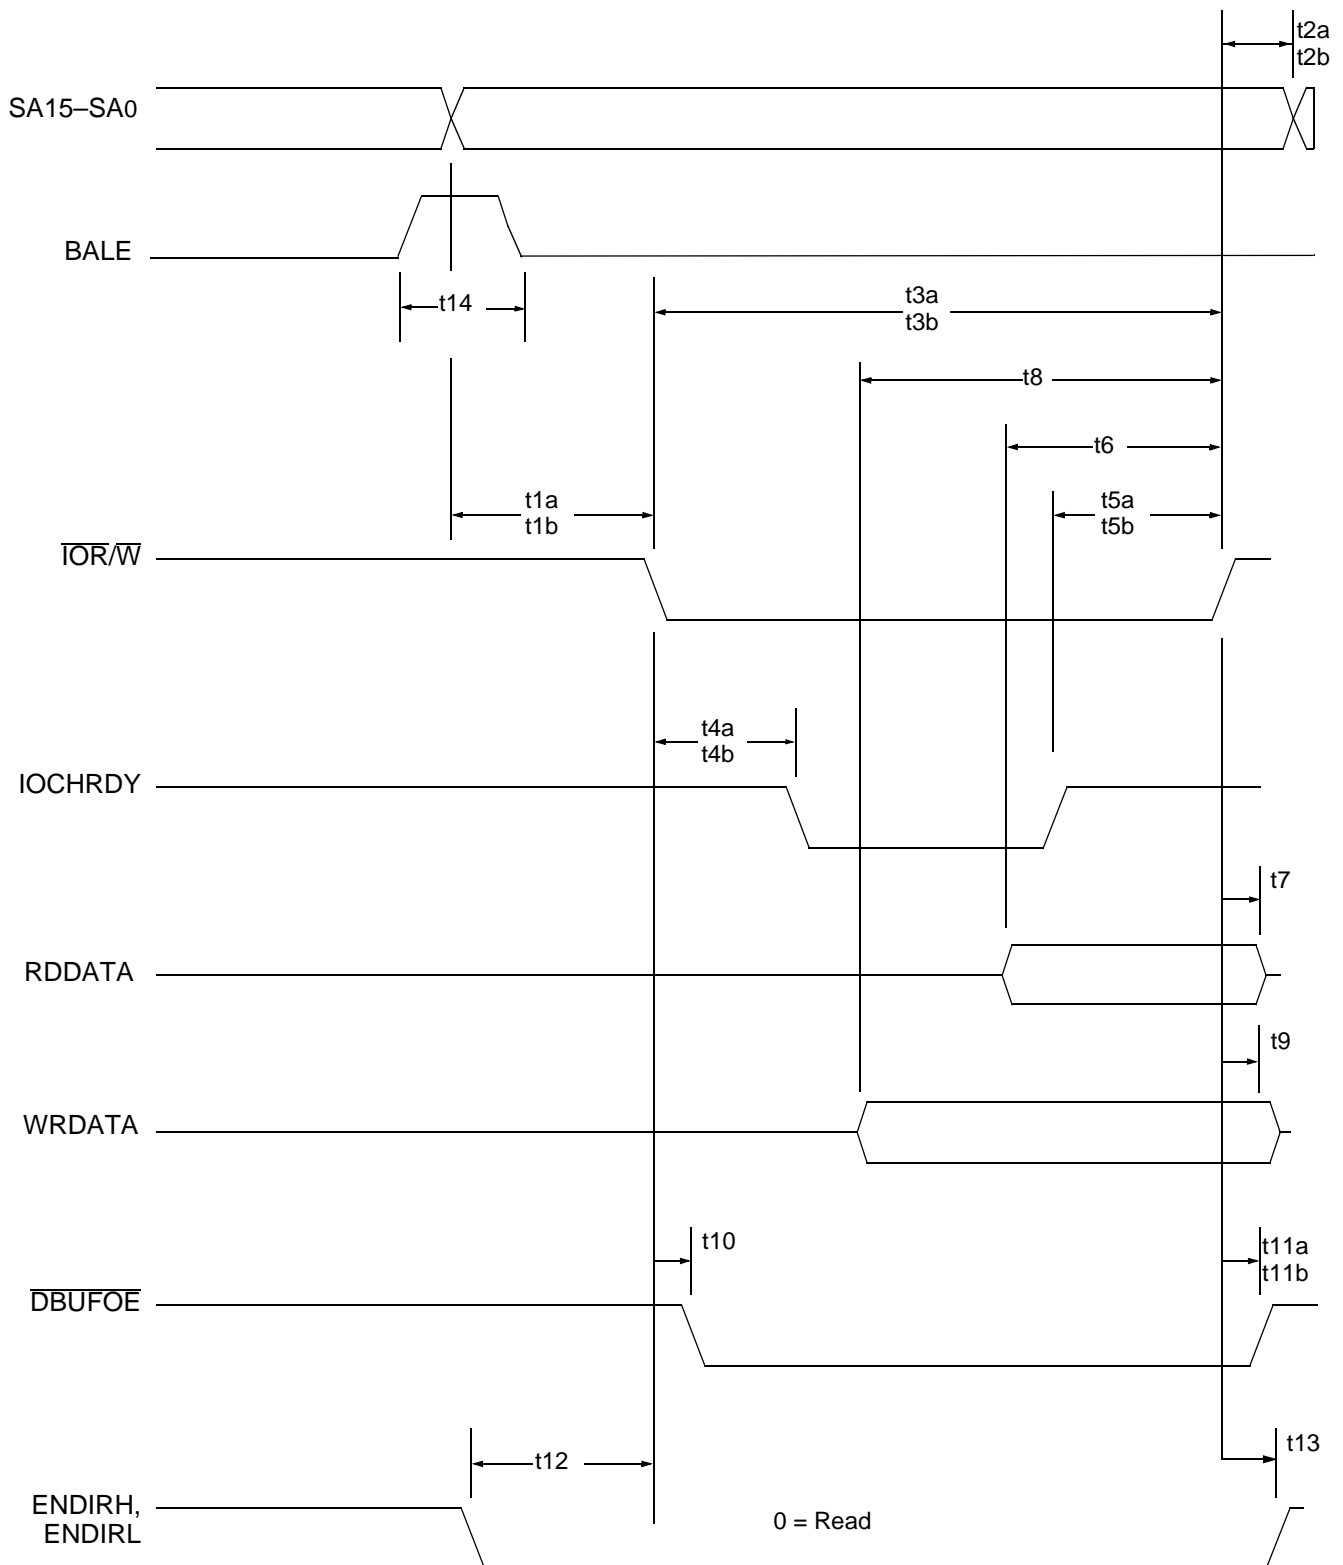 t2a
t2b
SA15–SA0
BALE
t14
t3a
t3b
t8
t6
t1a
t1b
t5a
t5b
IOR/W
t4a
t4b
IOCHRDY
t7
RDDATA
t9
WRDATA
t10
t11a
t11b
DBUFOE
t12
t13
ENDIRH,
ENDIRL
0 = Read